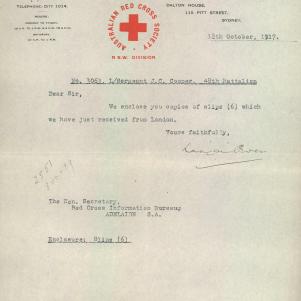 TELEPHONE-CITY 1034.
DALTON HOUSE,
115 PITT STREET,
SYDNEY.
AUSTRALIAN RED CROSS SOCIETY
N.S.W. DIVISION
12th October, 1917.
No. 3063. L/Sergeant J.C. Cooper. 48th Battalion
Dear Sir,
We enclose you copies of slips (6) which
we have just received from London.
Yours faithfully,
The Hon. Secretary,
Red Cross Information Bureau,
ADELAIDE S.A.
Enclosure: Slips (6)